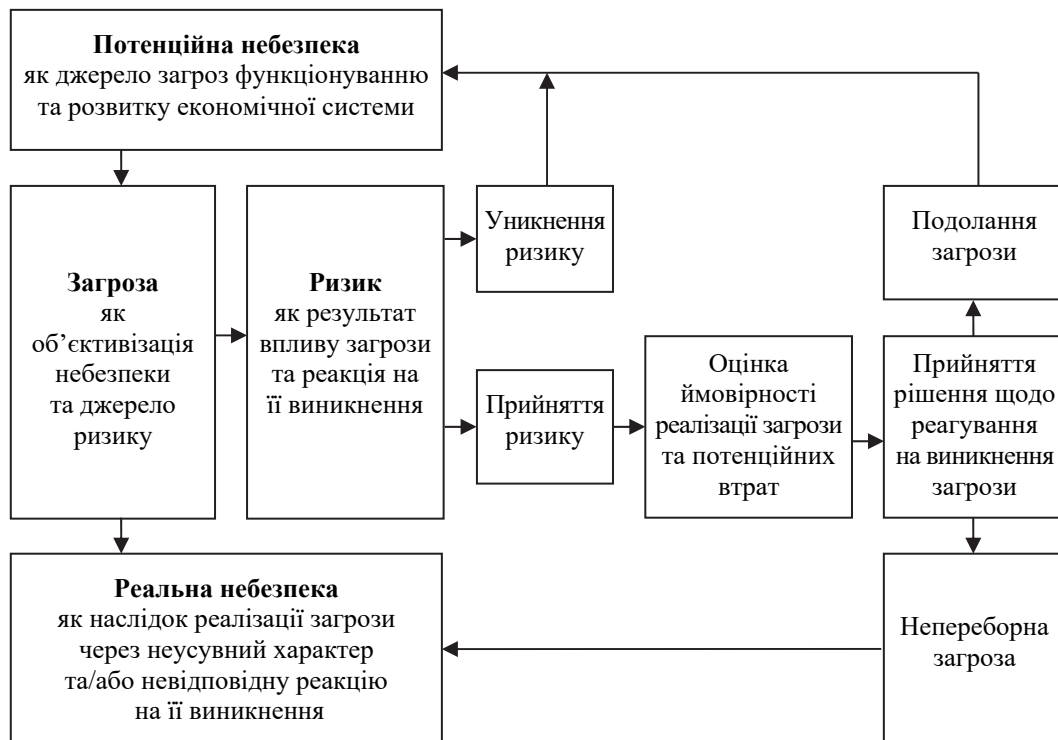 Потенційна небезпека
як джерело загроз функціонуванню
та розвитку економічної системи
Загроза
як
об’єктивізація
небезпеки
та джерело
ризику
Ризик
як результат
впливу загрози
та реакція на
її виникнення
Уникнення
ризику
Прийняття
ризику
Оцінка
ймовірності
реалізації загрози
та потенційних
втрат
Подолання
загрози
Прийняття
рішення щодо
реагування
на виникнення
загрози
Реальна небезпека
як наслідок реалізації загрози
через неусувний характер
та/або невідповідну реакцію
на її виникнення
Непереборна
загроза